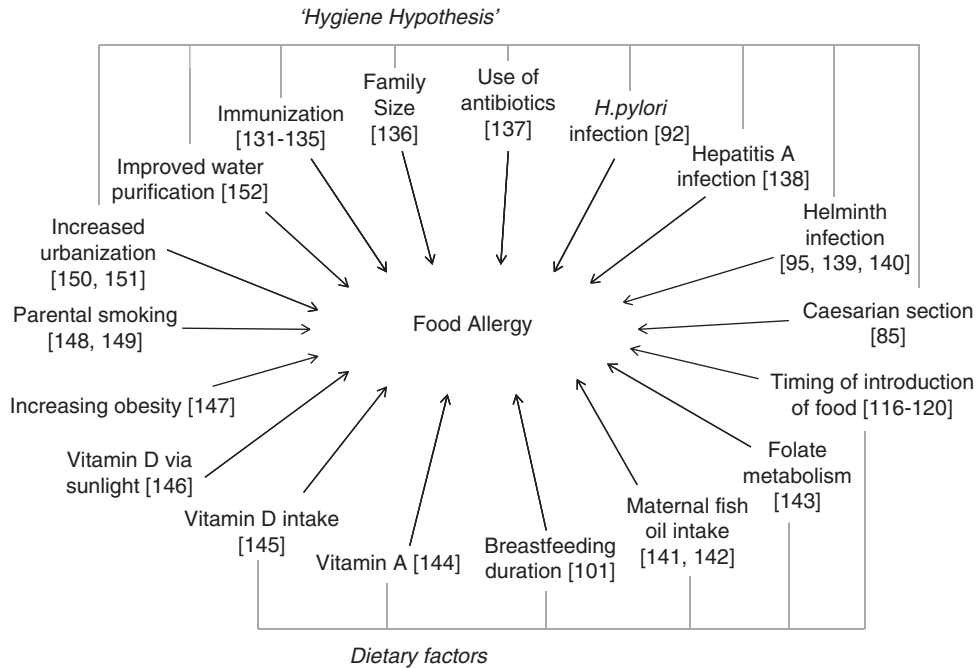 'Hygiene Hypothesis'
Family
Size
[136]
Use of
antibiotics
[137]
Immunization
[131-135]
H.pylori
infection [92]
Hepatitis A
infection [138]
Improved water
purification [152]
Helminth
infection
[95, 139, 140]
Increased
urbanization
[150, 151]
Parental smoking
[148, 149]
Food Allergy
Caesarian section
[85]
Increasing obesity [147]
Timing of introduction
of food [116-120]
Vitamin D via
sunlight [146]
Folate
metabolism
[143]
Vitamin D intake
[145]
Maternal fish
oil intake
[141, 142]
Vitamin A [144]
Breastfeeding
duration [101]
Dietary factors